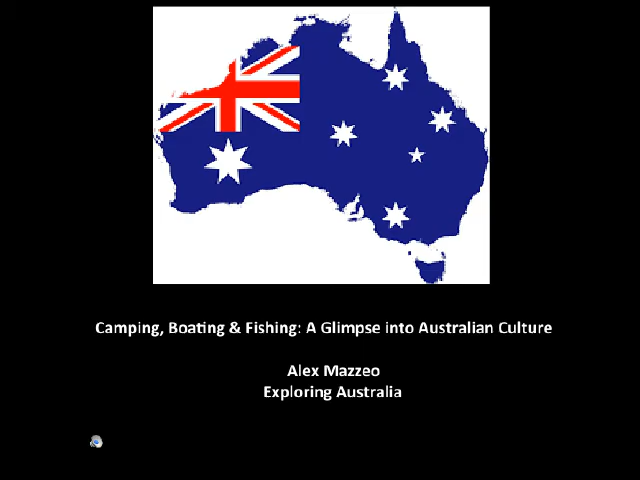 Camping, Boating & Fishing: A Glimpse into Australian Culture
Alex Mazzeo
Exploring Australia